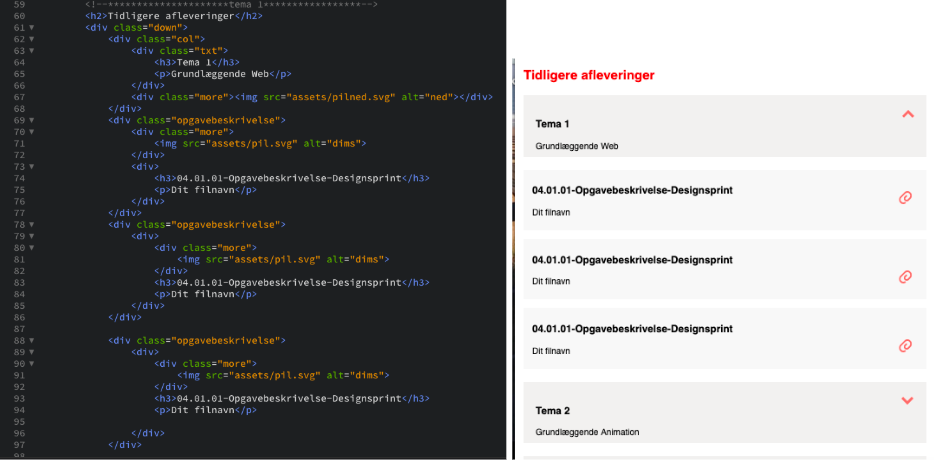 59 <!--*********************tema 1*****************-->
60 <h2>Tidligere afleveringer</h2>
61 <div class="down">
62 <div class="col">
63 <div class="txt">
64 <h3>Tema 1</h3>
65 <p>Grundlæggende Web</p>
66 </div>
67 <div class="more"><img src="assets/pilned.svg" alt="ned"></div>
68 </div>
69 <div class="opgavebeskrivelse">
70 <div class="more">
71 <img src="assets/pil.svg" alt="dims">
72 </div>
73 <div>
74 <h3>04.01.01-Opgavebeskrivelse-Designsprint</h3>
75 <p>Dit filnavn</p>
76 </div>
77 </div>
78 <div class="opgavebeskrivelse">
79 <div>
80 <div class="more">
81 <img src="assets/pil.svg" alt="dims">
82 </div>
83 <h3>04.01.01-Opgavebeskrivelse-Designsprint</h3>
84 <p>Dit filnavn</p>
85 </div>
86 </div>
87
88 <div class="opgavebeskrivelse">
89 <div>
90 <div class="more">
91 <img src="assets/pil.svg" alt="dims">
92 </div>
93 <h3>04.01.01-Opgavebeskrivelse-Designsprint</h3>
94 <p>Dit filnavn</p>
95
96 </div>
97 </div>
98
Tidligere afleveringer
Tema 1
Grundlæggende Web
04.01.01-Opgavebeskrivelse-Designsprint
Dit filnavn
04.01.01-Opgavebeskrivelse-Designsprint
Dit filnavn
04.01.01-Opgavebeskrivelse-Designsprint
Dit filnavn
Tema 2
Grundlæggende Animation